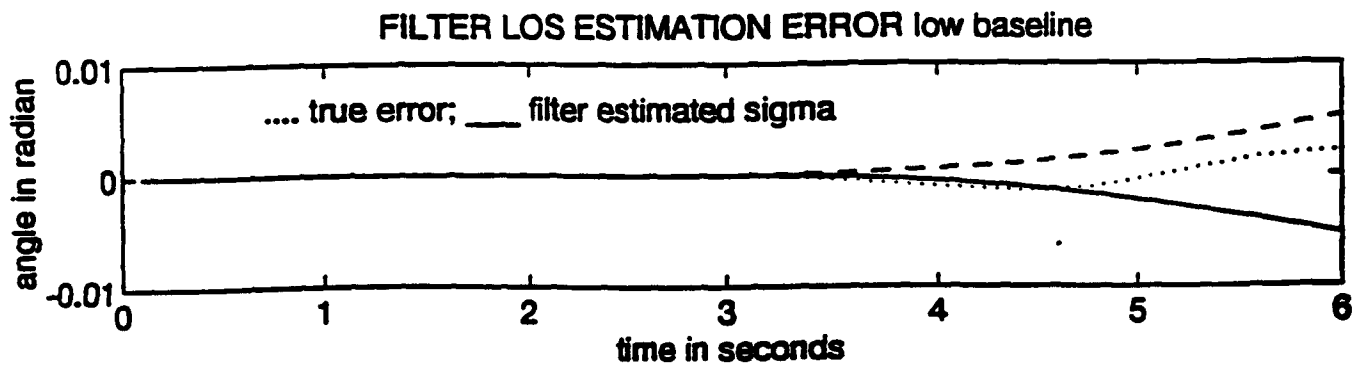 FILTER LOS ESTIMATION ERROR low baseline
0.01
.... true error; ___ filter estimated sigma
angle in radian
0
-0.01
0 1 2 3 4 5 6
time in seconds